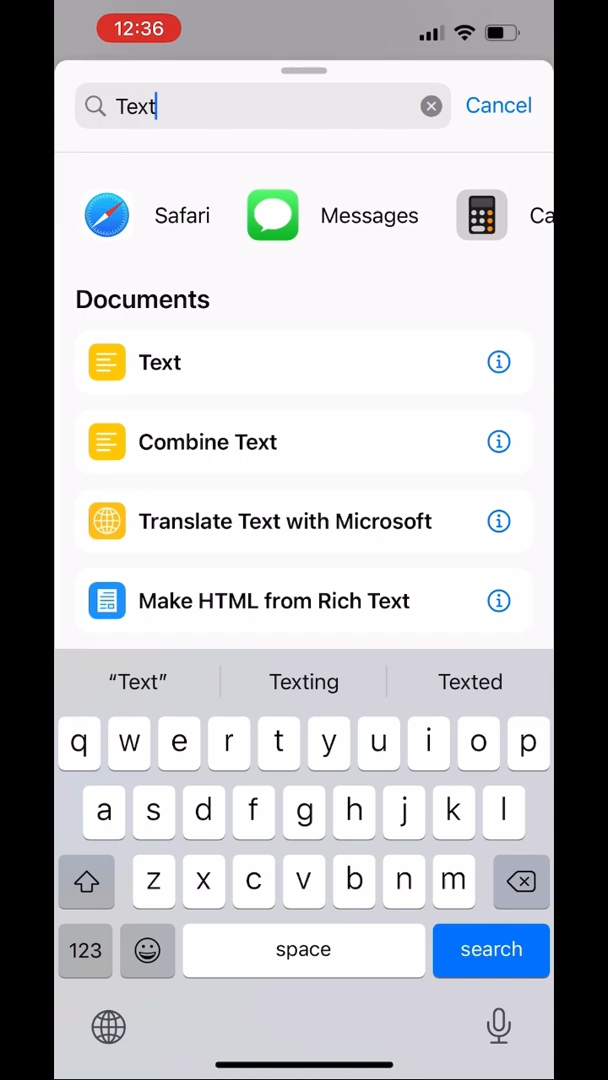 12:36
Text
Cancel
Safari
Messages
Ca
Documents
Text
Combine Text
Translate Text with Microsoft
Make HTML from Rich Text
“Text”
Texting
Texted
q w e r t y u i o p
a s d f g h j k l
z x c v b n m
123
space
search